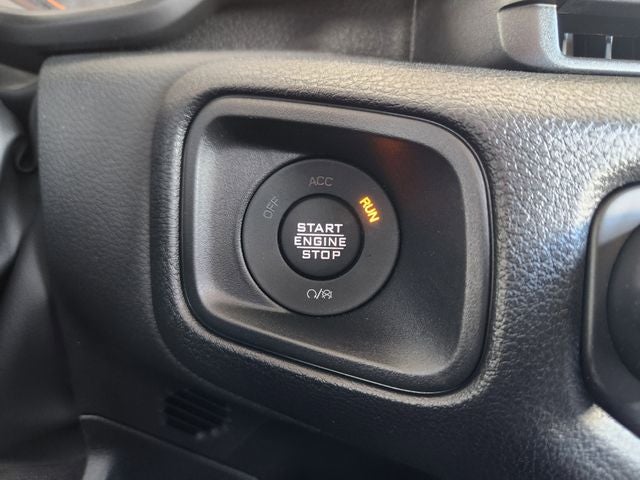 ACC
OFF
RUN
START
ENGINE
STOP